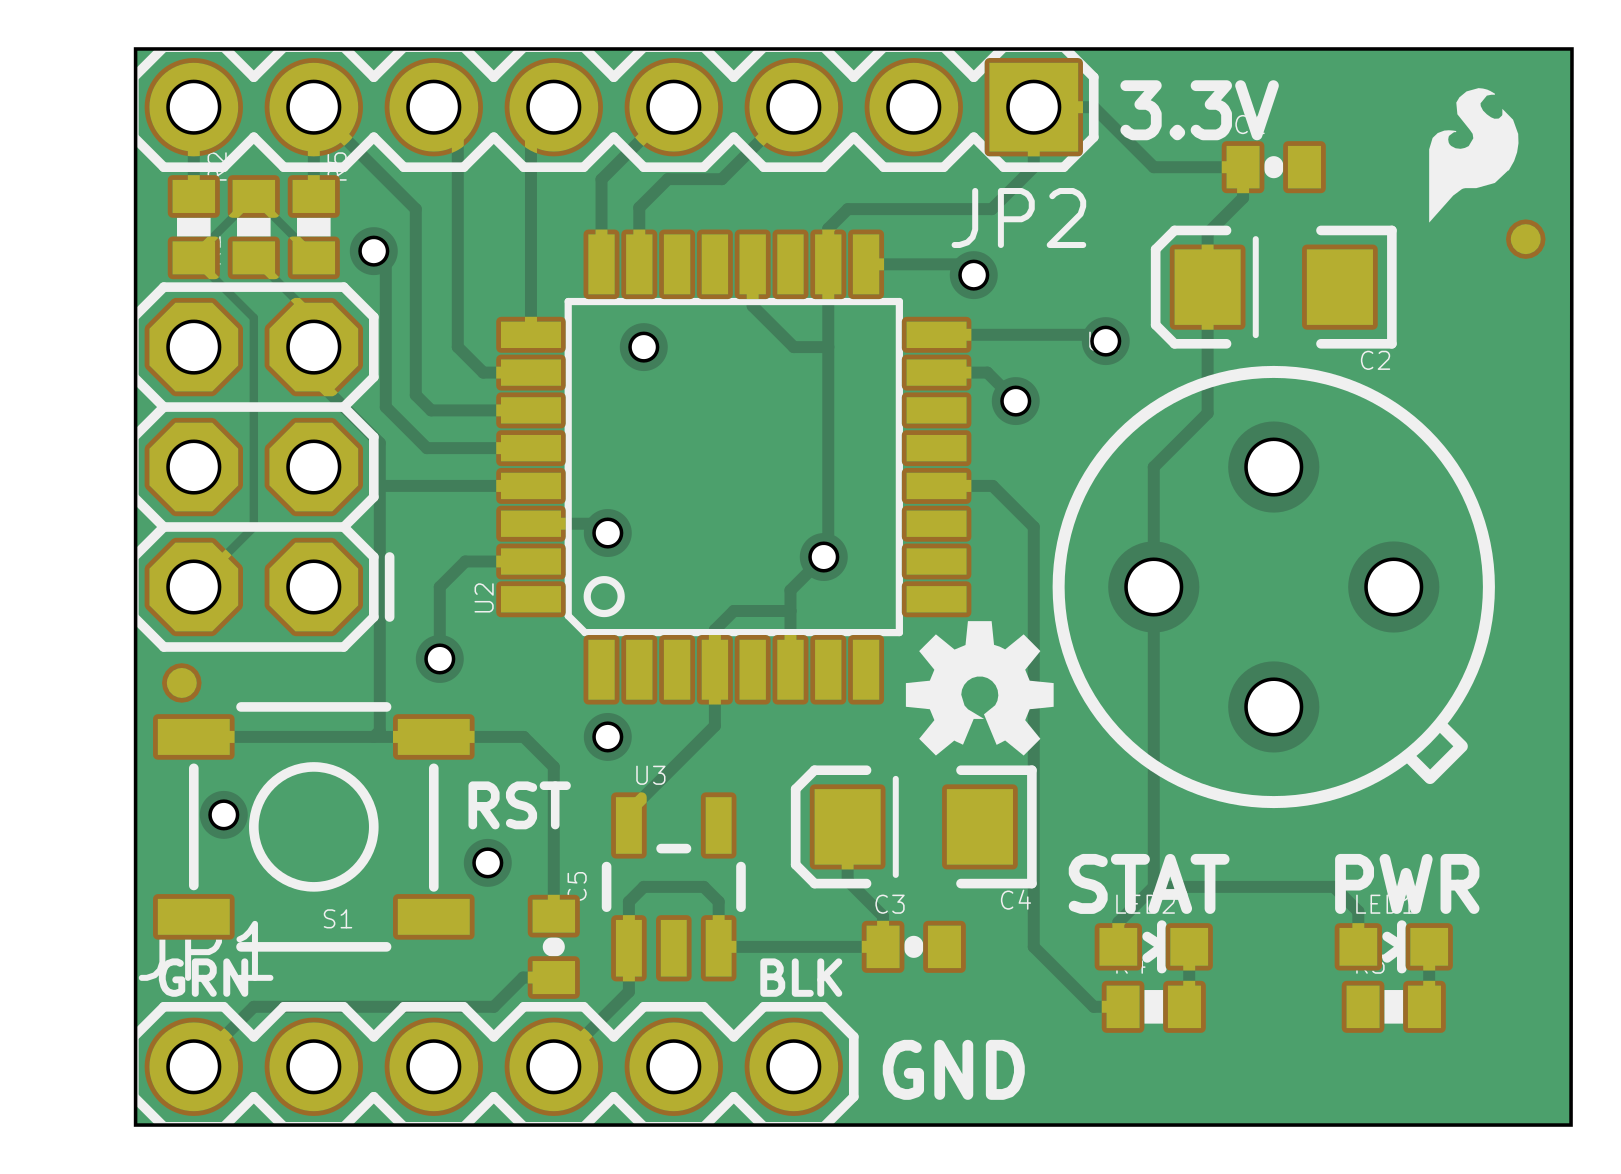 3.3V
JP2
C2
U2
U3
RST
C5
S1
C3
C4
STAT
PWR
LED2
LED1
JP1
GRN
BLK
GND